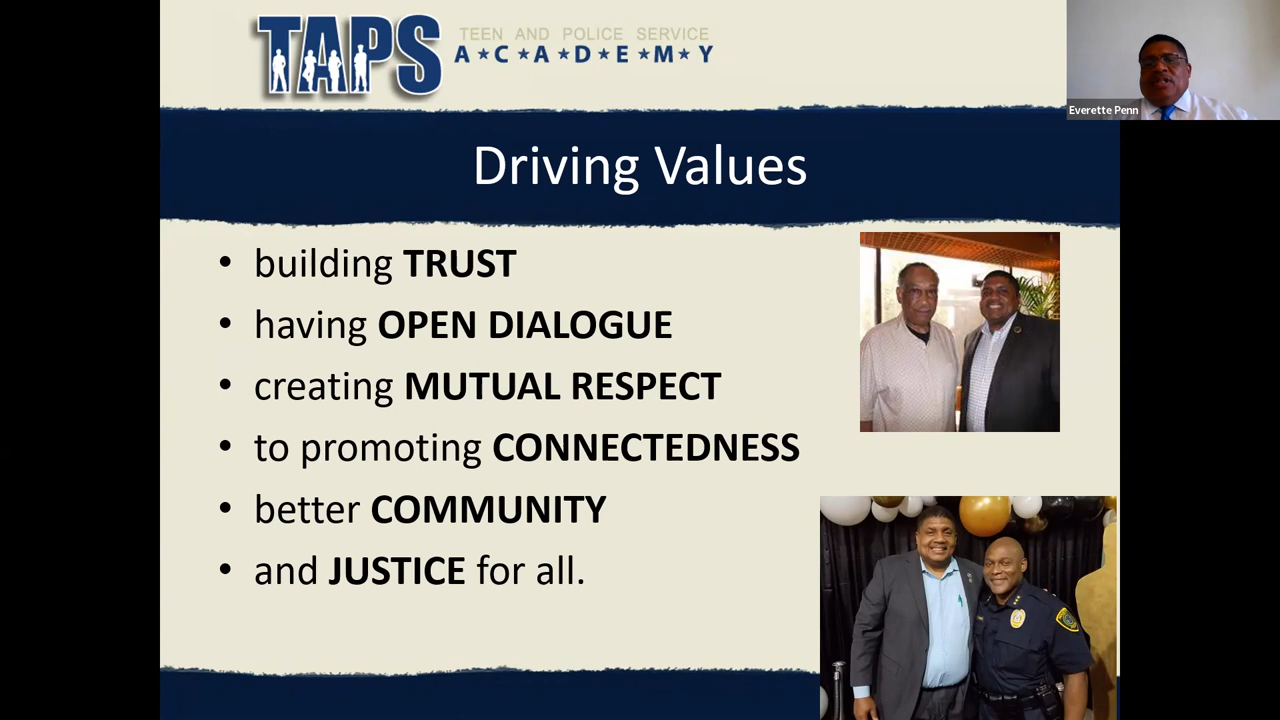 TAPS
TEEN AND POLICE SERVICE
A★C★A★D★E★M★Y
Everette Penn
Driving Values
• building TRUST
• having OPEN DIALOGUE
• creating MUTUAL RESPECT
• to promoting CONNECTEDNESS
• better COMMUNITY
• and JUSTICE for all.